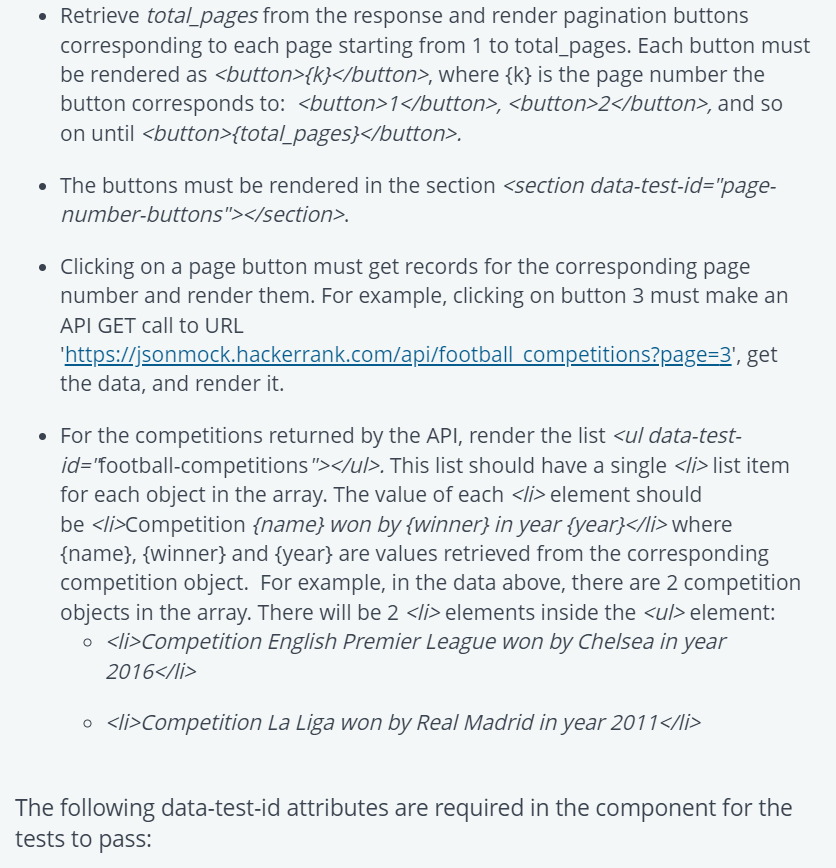 • Retrieve total_pages from the response and render pagination buttons
corresponding to each page starting from 1 to total_pages. Each button must
be rendered as <button>{k}</button>, where {k} is the page number the
button corresponds to:  <button>1</button>, <button>2</button>, and so
on until <button>{total_pages}</button>.
• The buttons must be rendered in the section <section data-test-id="page-
number-buttons"></section>.
• Clicking on a page button must get records for the corresponding page
number and render them. For example, clicking on button 3 must make an
API GET call to URL
'https://jsonmock.hackerrank.com/api/football_competitions?page=3', get
the data, and render it.
• For the competitions returned by the API, render the list <ul data-test-
id="football-competitions"></ul>. This list should have a single <li> list item
for each object in the array. The value of each <li> element should
be <li>Competition {name} won by {winner} in year {year}</li> where
{name}, {winner} and {year} are values retrieved from the corresponding
competition object.  For example, in the data above, there are 2 competition
objects in the array. There will be 2 <li> elements inside the <ul> element:
◦ <li>Competition English Premier League won by Chelsea in year
2016</li>
◦ <li>Competition La Liga won by Real Madrid in year 2011</li>
The following data-test-id attributes are required in the component for the
tests to pass: